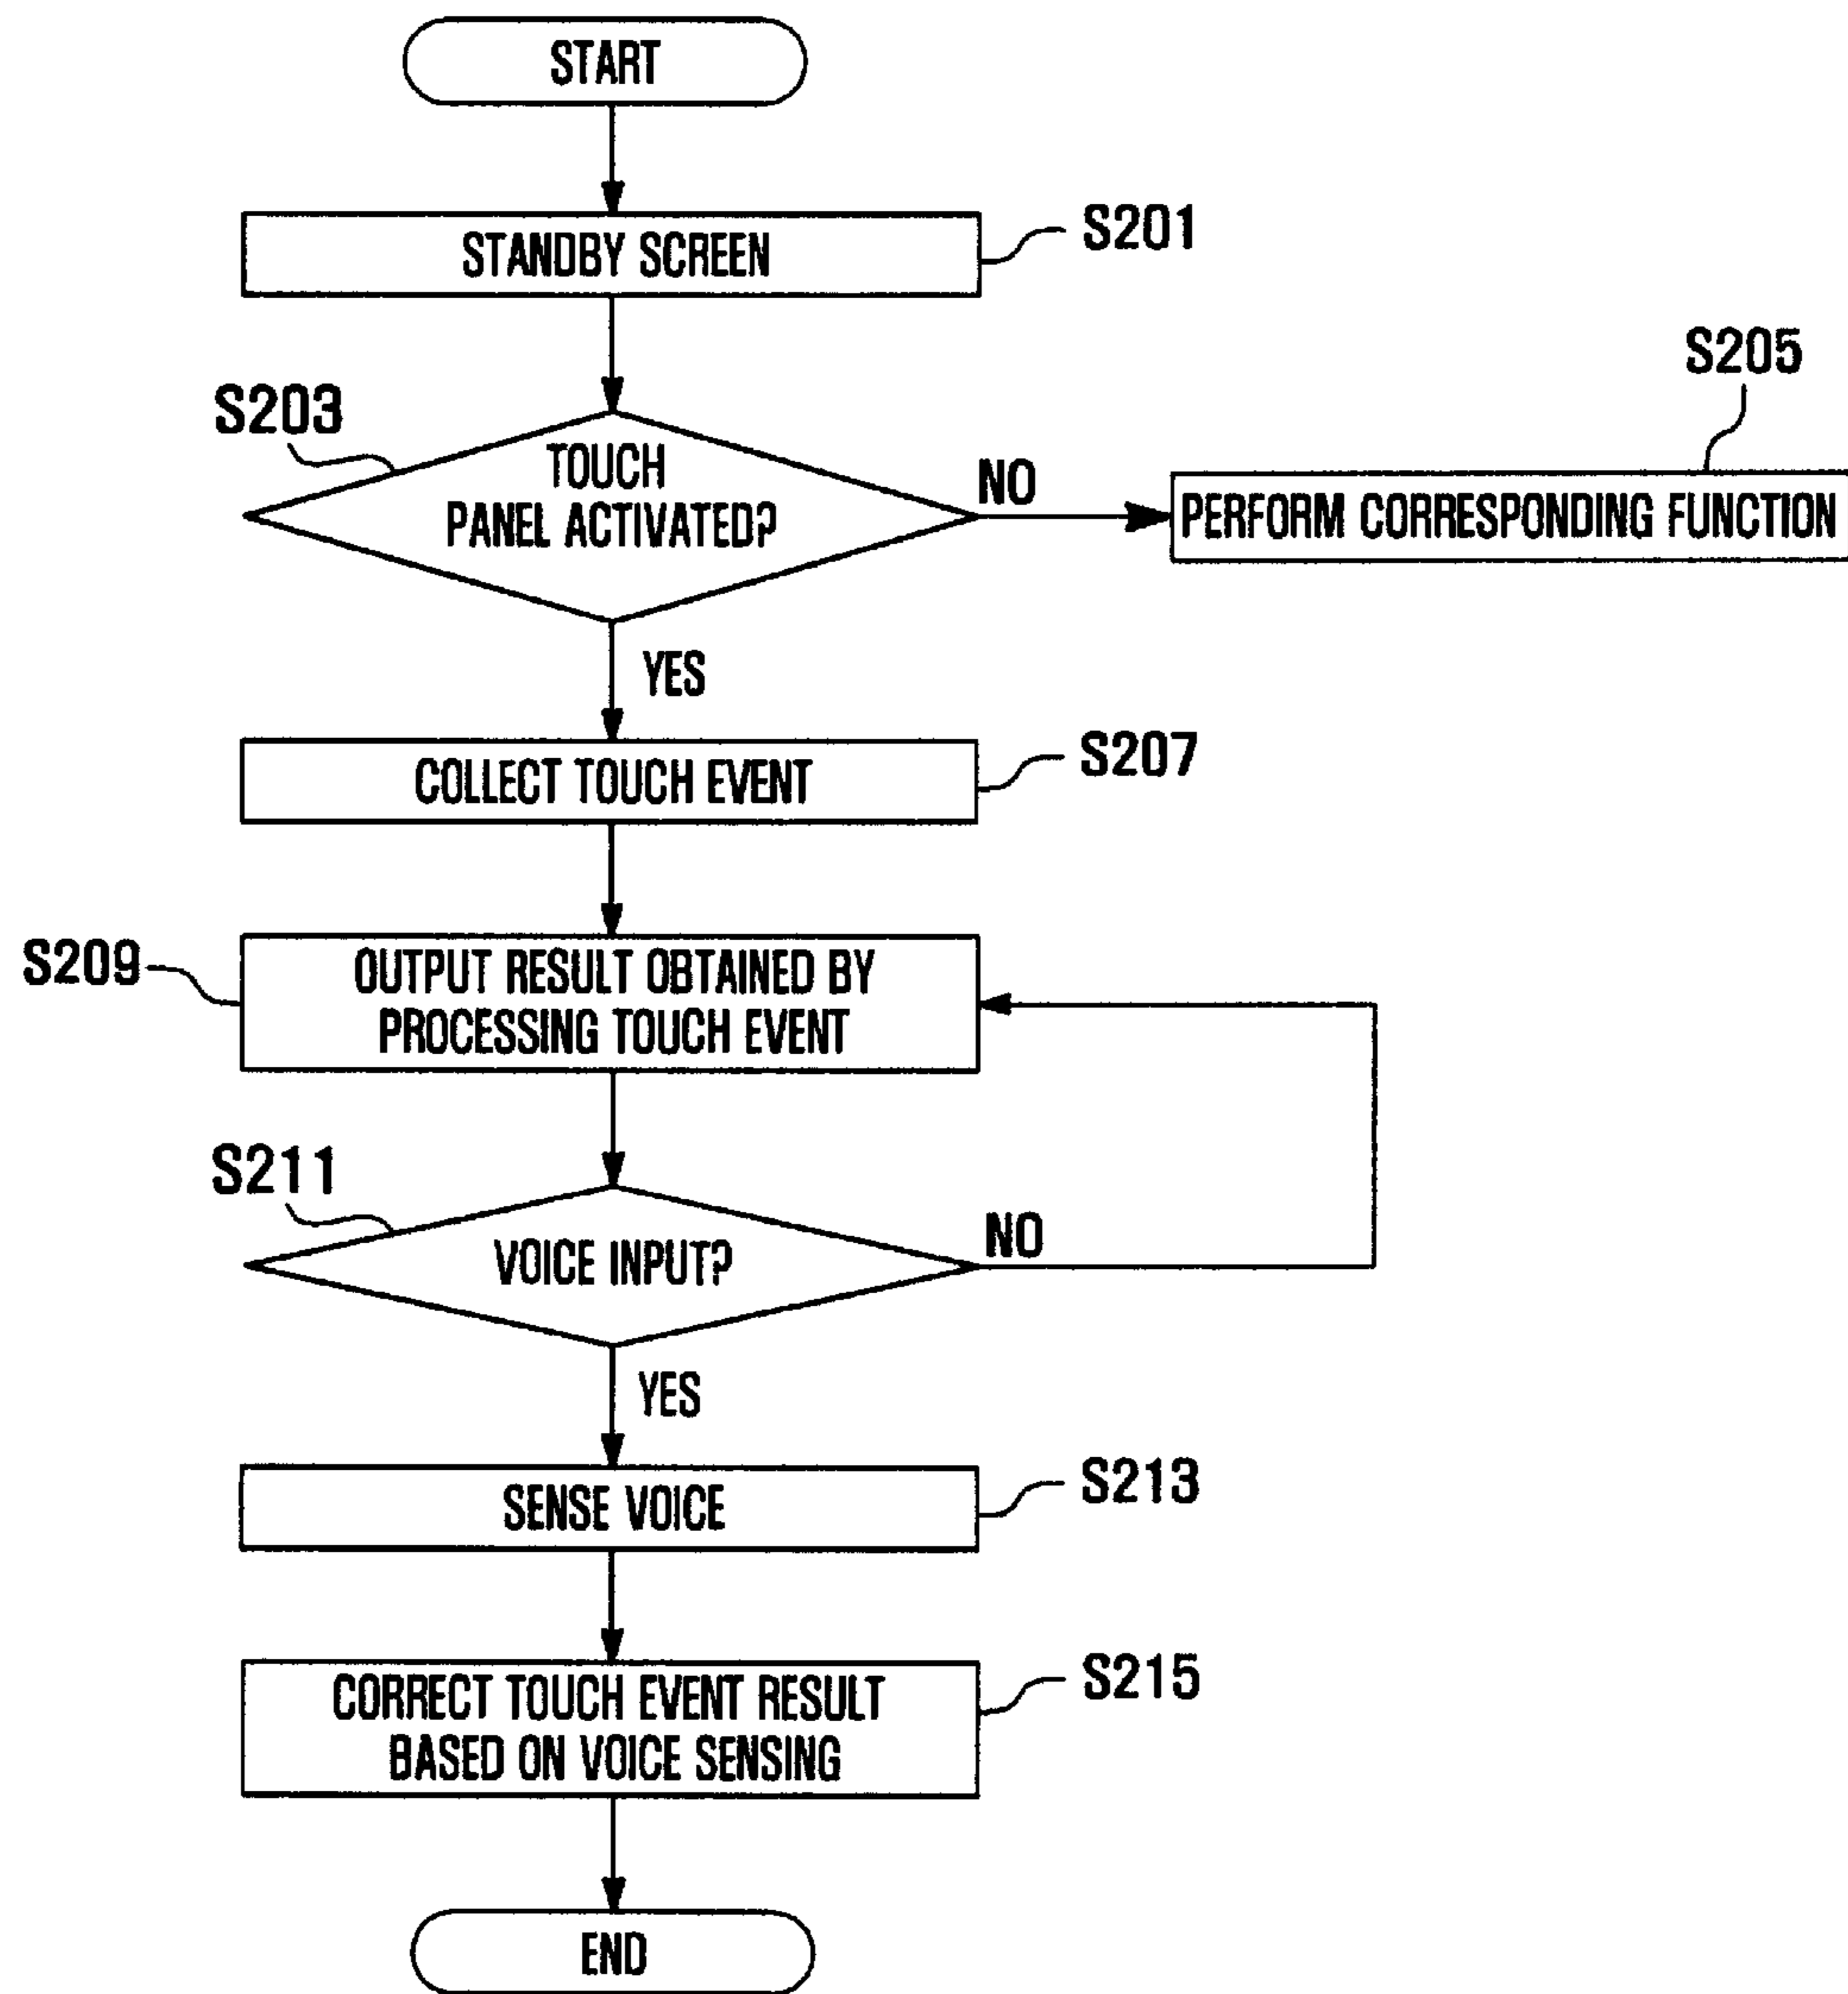 START
STANDBY SCREEN
S201
S203
TOUCH
PANEL ACTIVATED?
NO
S205
PERFORM CORRESPONDING FUNCTION
YES
COLLECT TOUCH EVENT
S207
S209
OUTPUT RESULT OBTAINED BY
PROCESSING TOUCH EVENT
S211
VOICE INPUT?
NO
YES
SENSE VOICE
S213
CORRECT TOUCH EVENT RESULT
BASED ON VOICE SENSING
S215
END